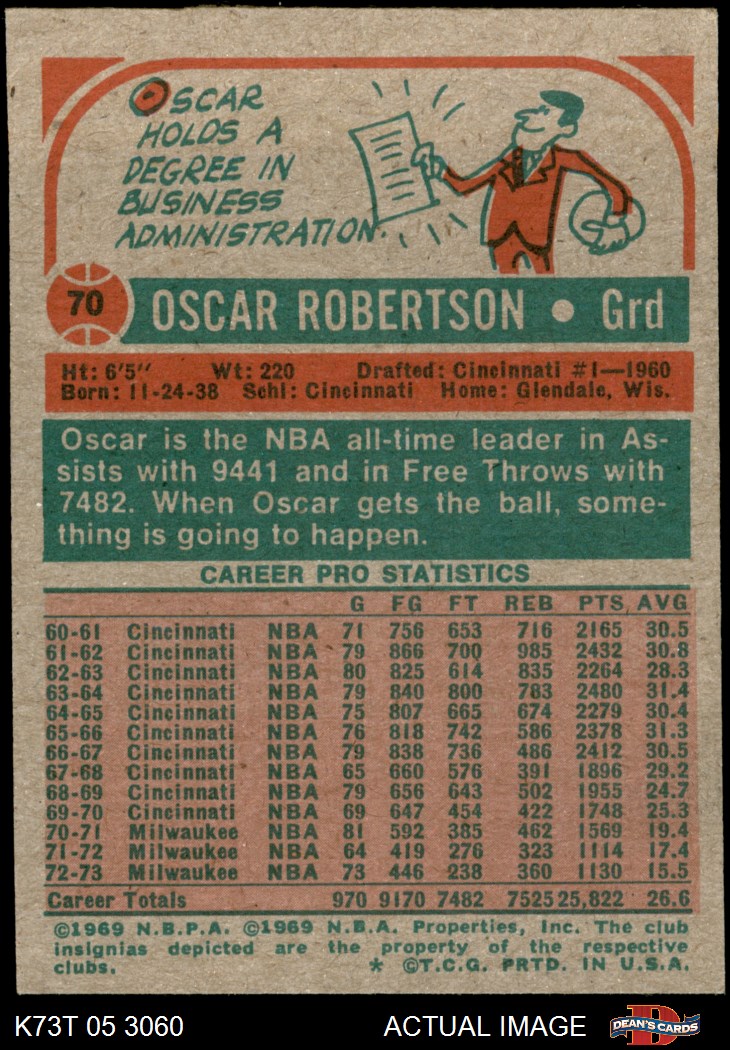 OSCAR
HOLDS A
DEGREE IN
BUSINESS
ADMINISTRATION.
70 OSCAR ROBERTSON • Grd
Ht: 6'5" Wt: 220 Drafted: Cincinnati #1—1960
Born: 11-24-38 Schl: Cincinnati Home: Glendale, Wis.
Oscar is the NBA all-time leader in As-
sists with 9441 and in Free Throws with
7482. When Oscar gets the ball, some-
thing is going to happen.
CAREER PRO STATISTICS
G FG FT REB PTS. AVG
60-61 Cincinnati NBA 71 756 653 716 2165 30.5
61-62 Cincinnati NBA 79 866 700 985 2432 30.8
62-63 Cincinnati NBA 80 825 614 835 2264 28.3
63-64 Cincinnati NBA 79 840 800 783 2480 31.4
64-65 Cincinnati NBA 75 807 665 674 2279 30.4
65-66 Cincinnati NBA 76 818 742 586 2378 31.3
66-67 Cincinnati NBA 79 838 736 486 2412 30.5
67-68 Cincinnati NBA 65 660 576 391 1896 29.2
68-69 Cincinnati NBA 79 656 643 502 1955 24.7
69-70 Cincinnati NBA 69 647 454 422 1748 25.3
70-71 Milwaukee NBA 81 592 385 462 1569 19.4
71-72 Milwaukee NBA 64 419 276 323 1114 17.4
72-73 Milwaukee NBA 73 446 238 360 1130 15.5
Career Totals 970 9170 7482 7525 25,822 26.6
©1969 N.B.P.A. ©1969 N.B.A. Properties, Inc. The club
insignias depicted are the property of the respective
clubs. * ©T.C.G. PRTD. IN U.S.A.
K73T 05 3060 ACTUAL IMAGE D DEAN'S CARDS